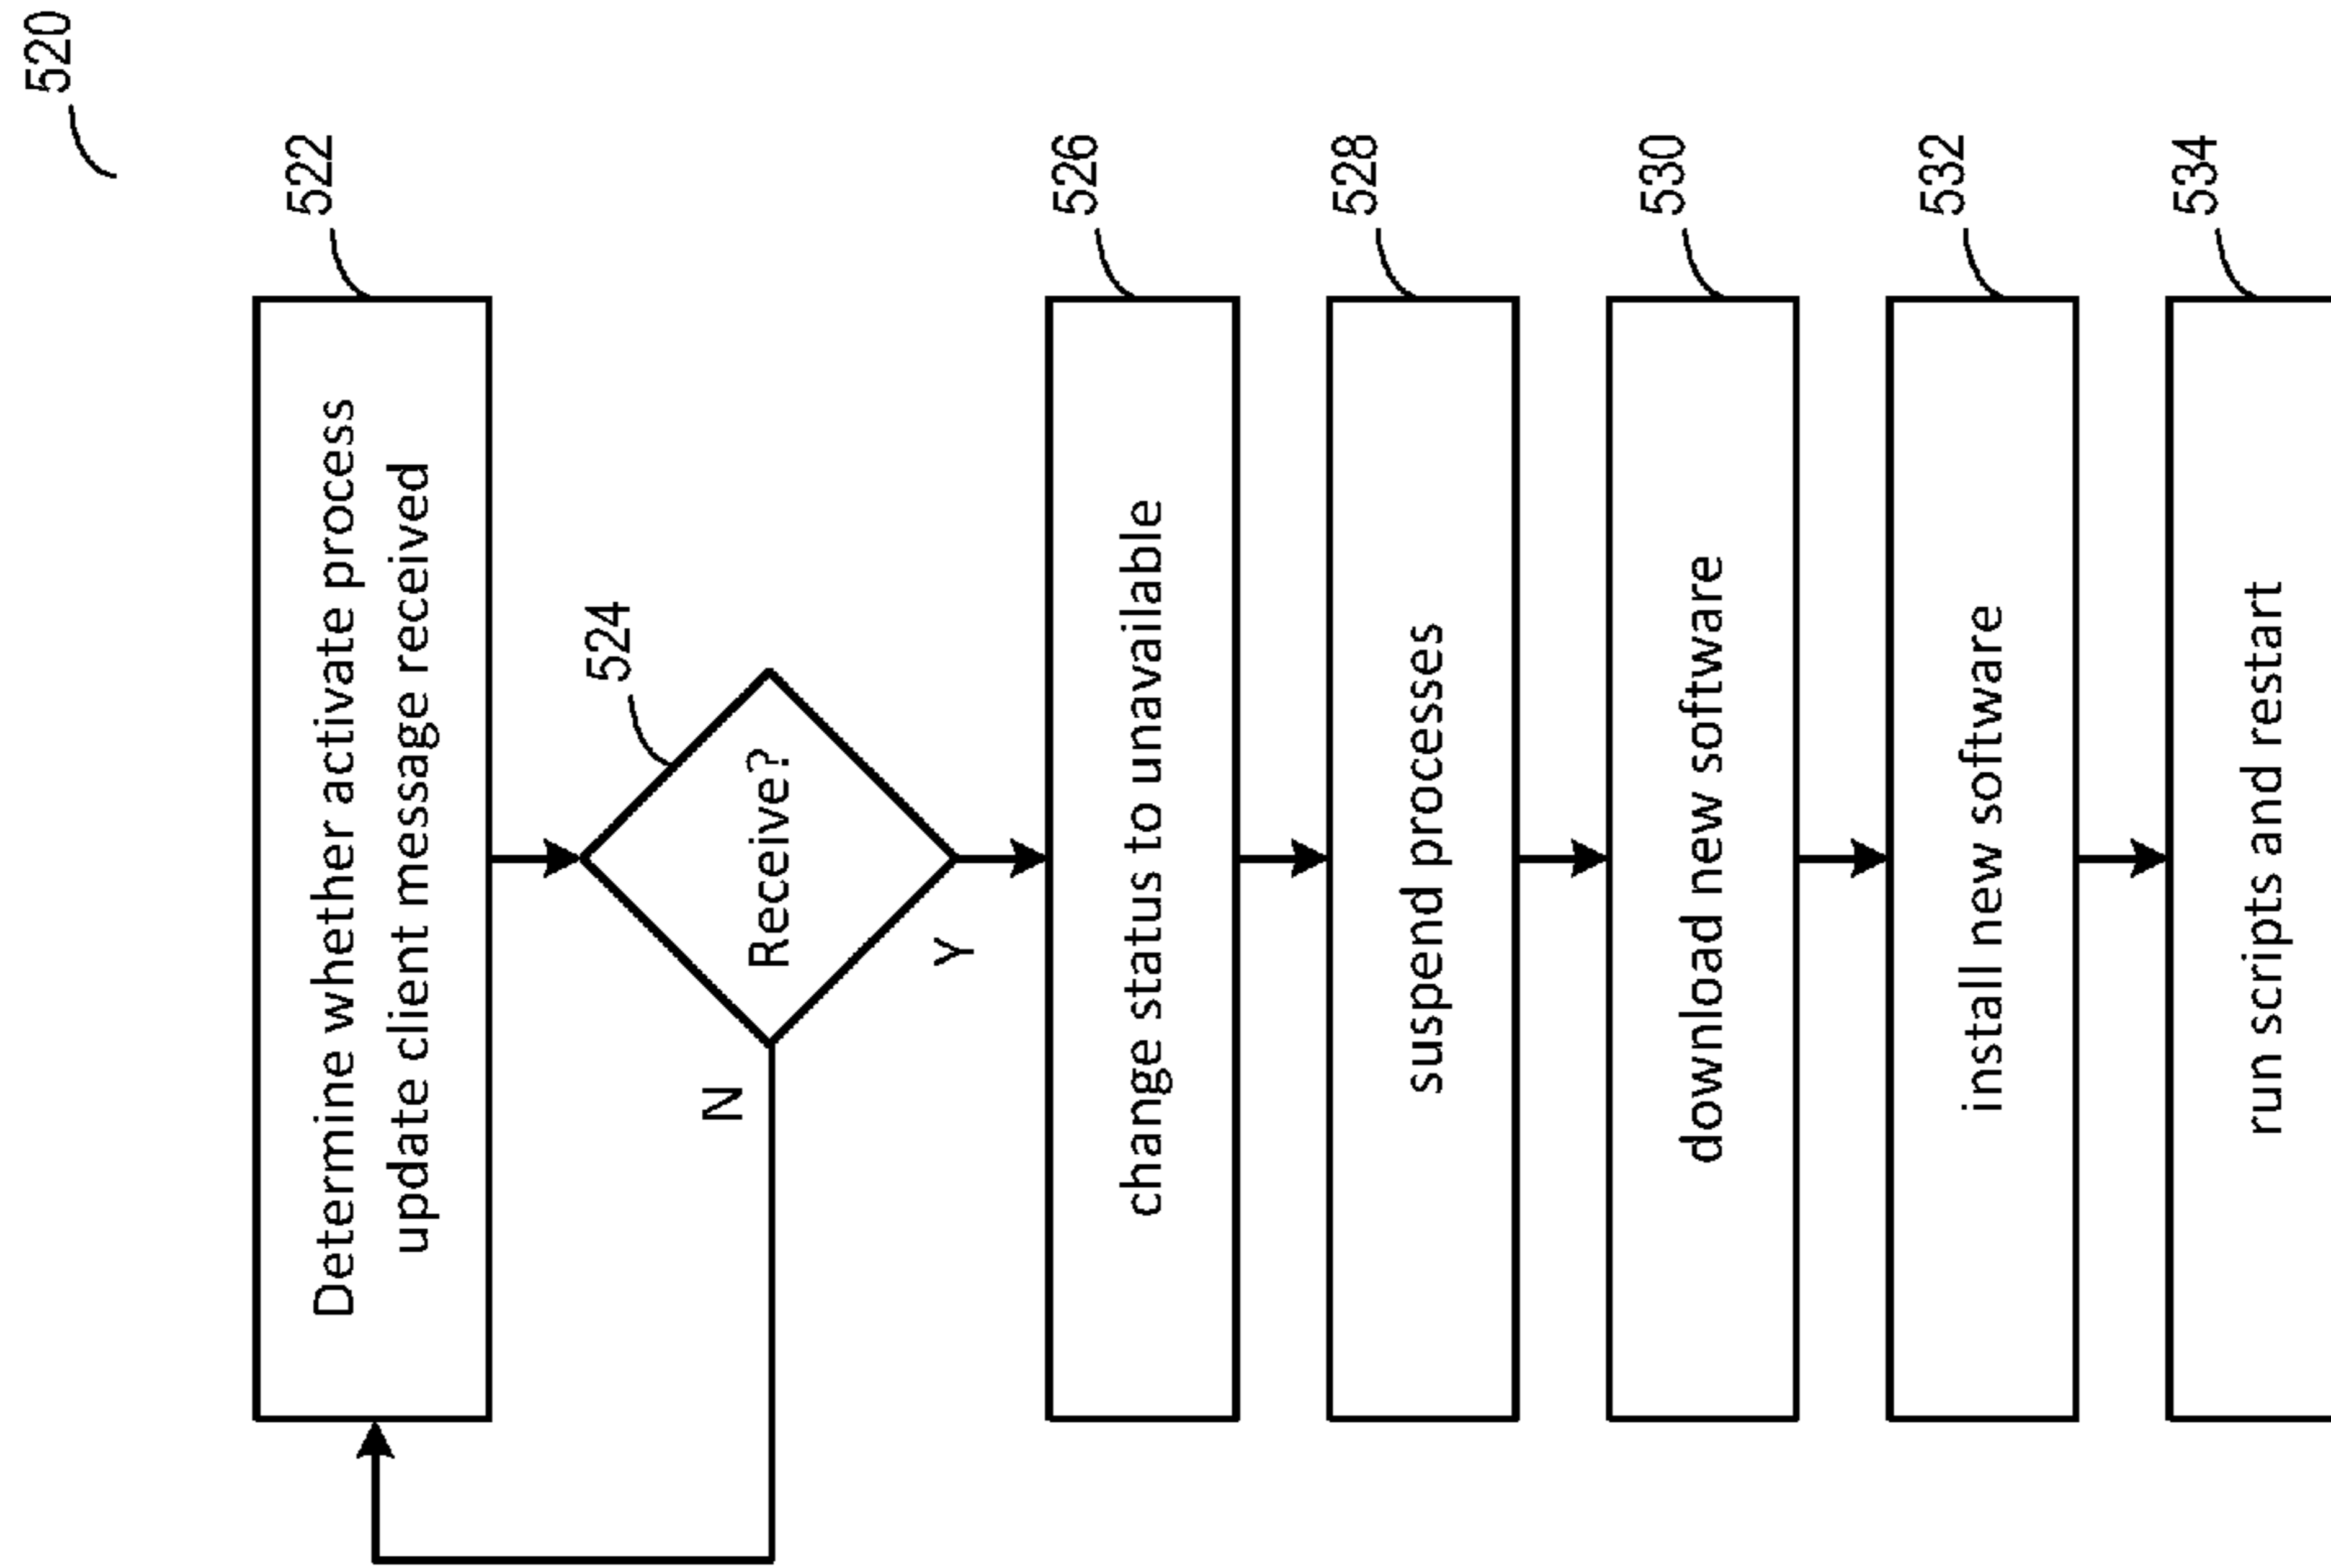 520
522
Determine whether activate process
update client message received
524
Receive?
N
Y
526
change status to unavailable
528
suspend processes
530
download new software
532
install new software
534
run scripts and restart